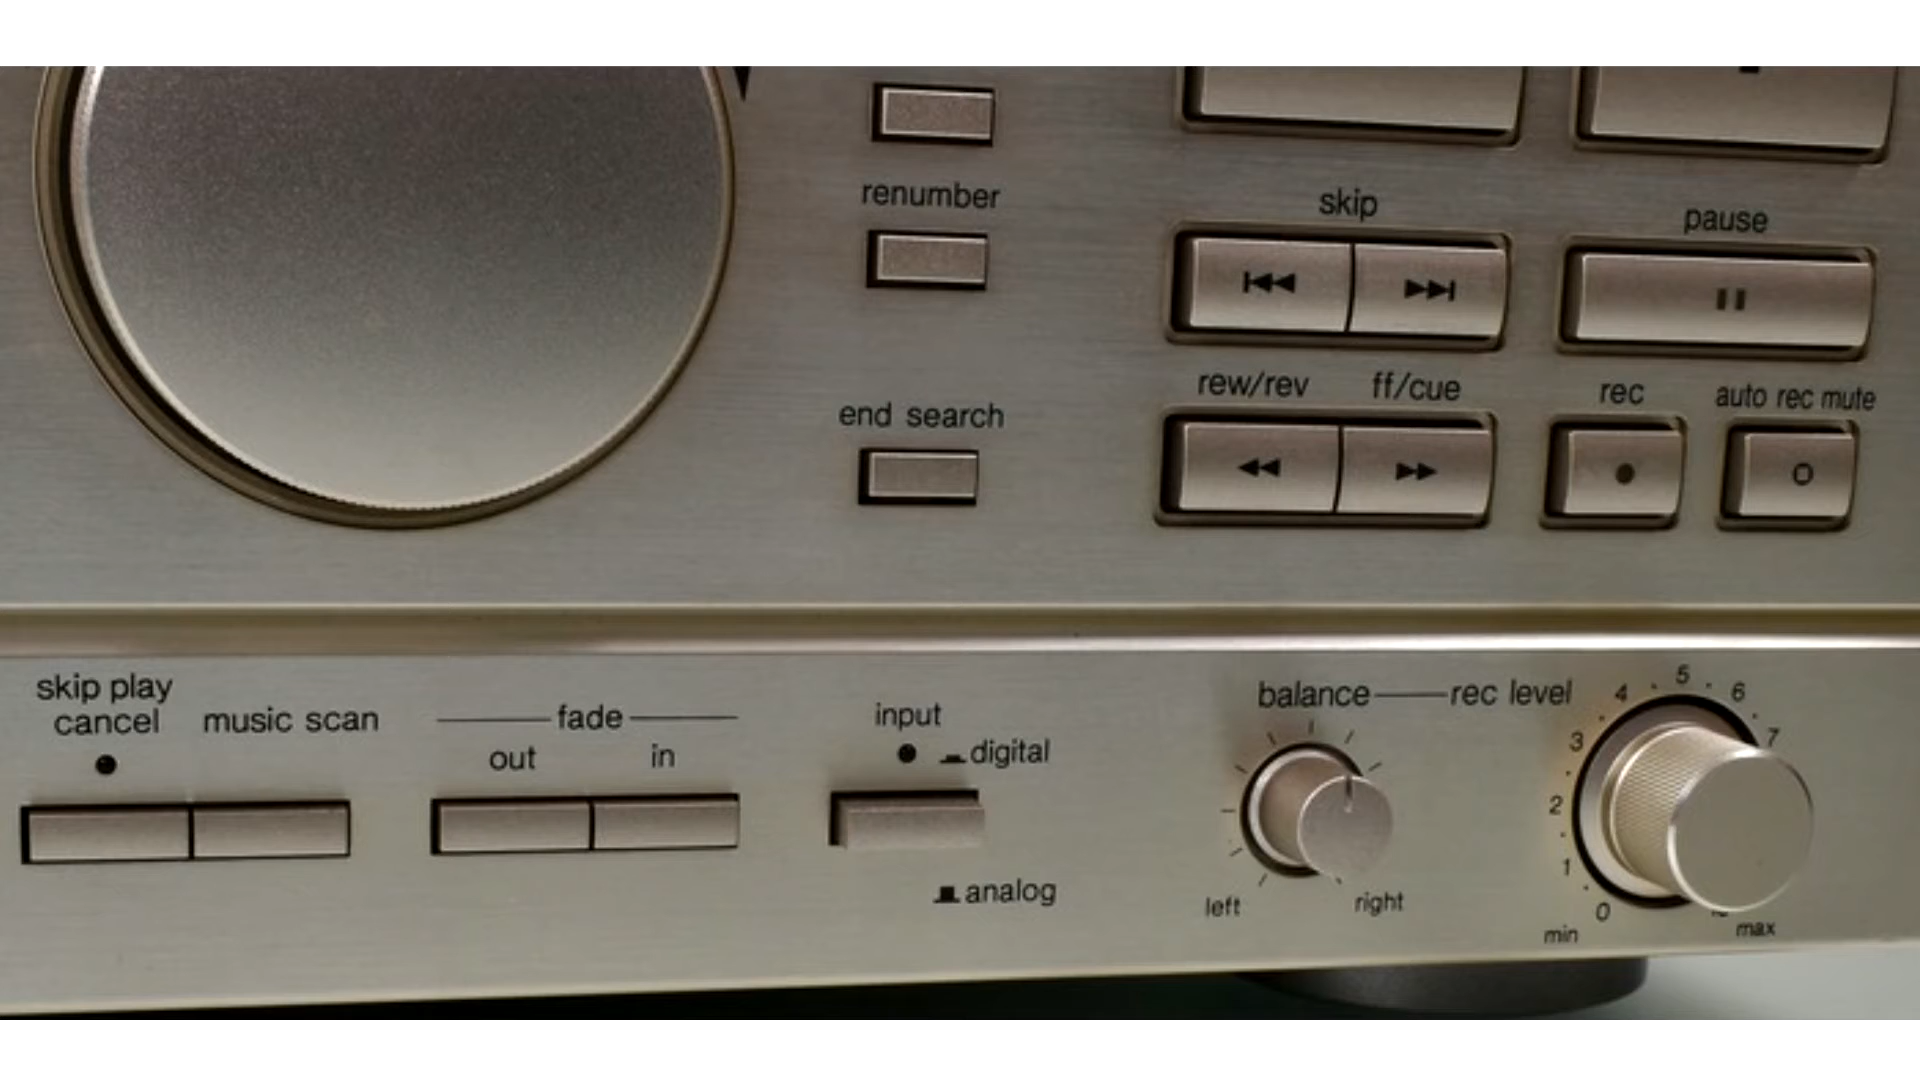 renumber
skip
pause
end search
rew/rev ff/cue
rec
auto rec mute
skip play
cancel
music scan
fade
out in
input
digital
analog
balance rec level
left right
0 1 2 3 4 5 6 7
min max